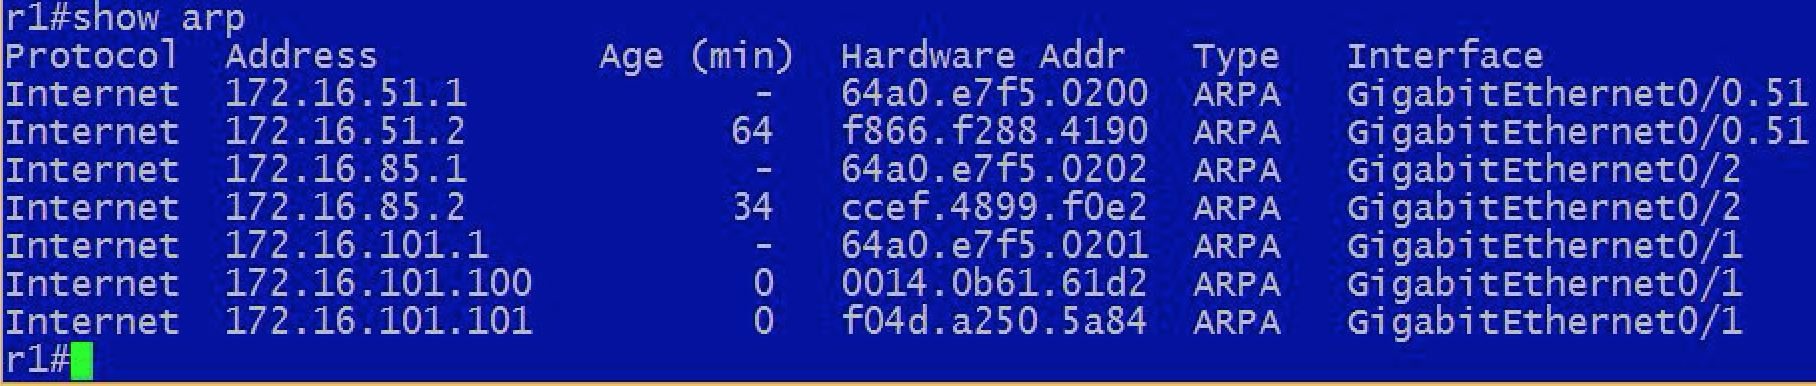 r1#show arp
Protocol  Address          Age (min)  Hardware Addr   Type   Interface
Internet  172.16.51.1             -   64a0.e7f5.0200  ARPA   GigabitEthernet0/0.51
Internet  172.16.51.2            64   f866.f288.4190  ARPA   GigabitEthernet0/0.51
Internet  172.16.85.1             -   64a0.e7f5.0202  ARPA   GigabitEthernet0/2
Internet  172.16.85.2            34   ccef.4899.f0e2  ARPA   GigabitEthernet0/2
Internet  172.16.101.1            -   64a0.e7f5.0201  ARPA   GigabitEthernet0/1
Internet  172.16.101.100          0   0014.0b61.61d2  ARPA   GigabitEthernet0/1
Internet  172.16.101.101          0   f04d.a250.5a84  ARPA   GigabitEthernet0/1
r1#